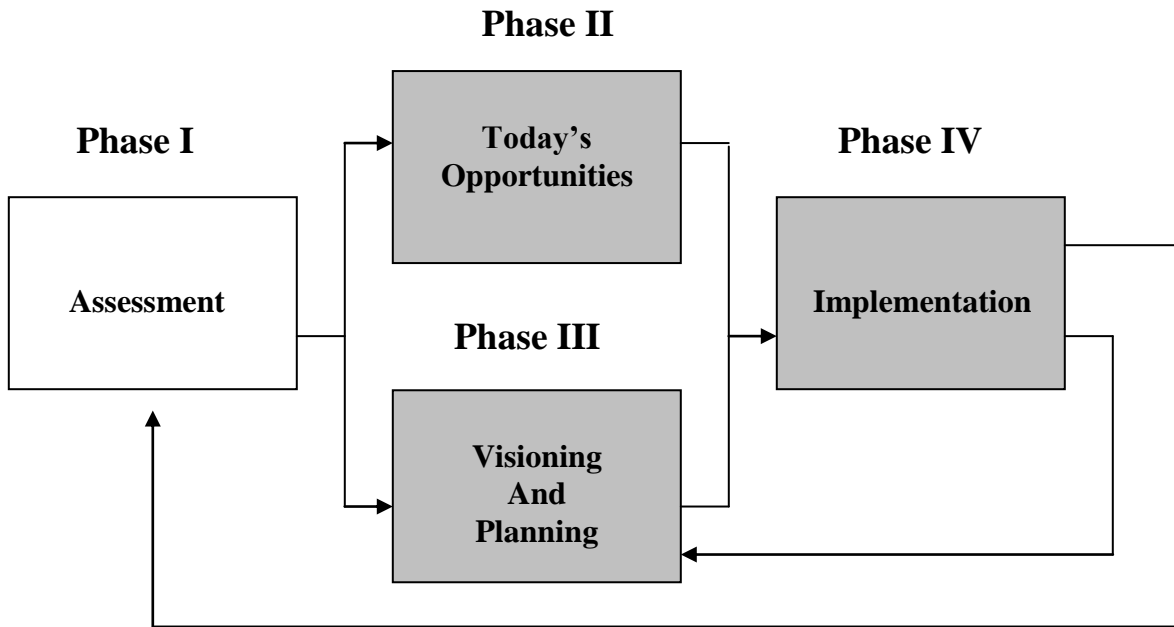 Phase II
Today’s
Opportunities
Phase I
Assessment
Phase III
Visioning
And
Planning
Phase IV
Implementation